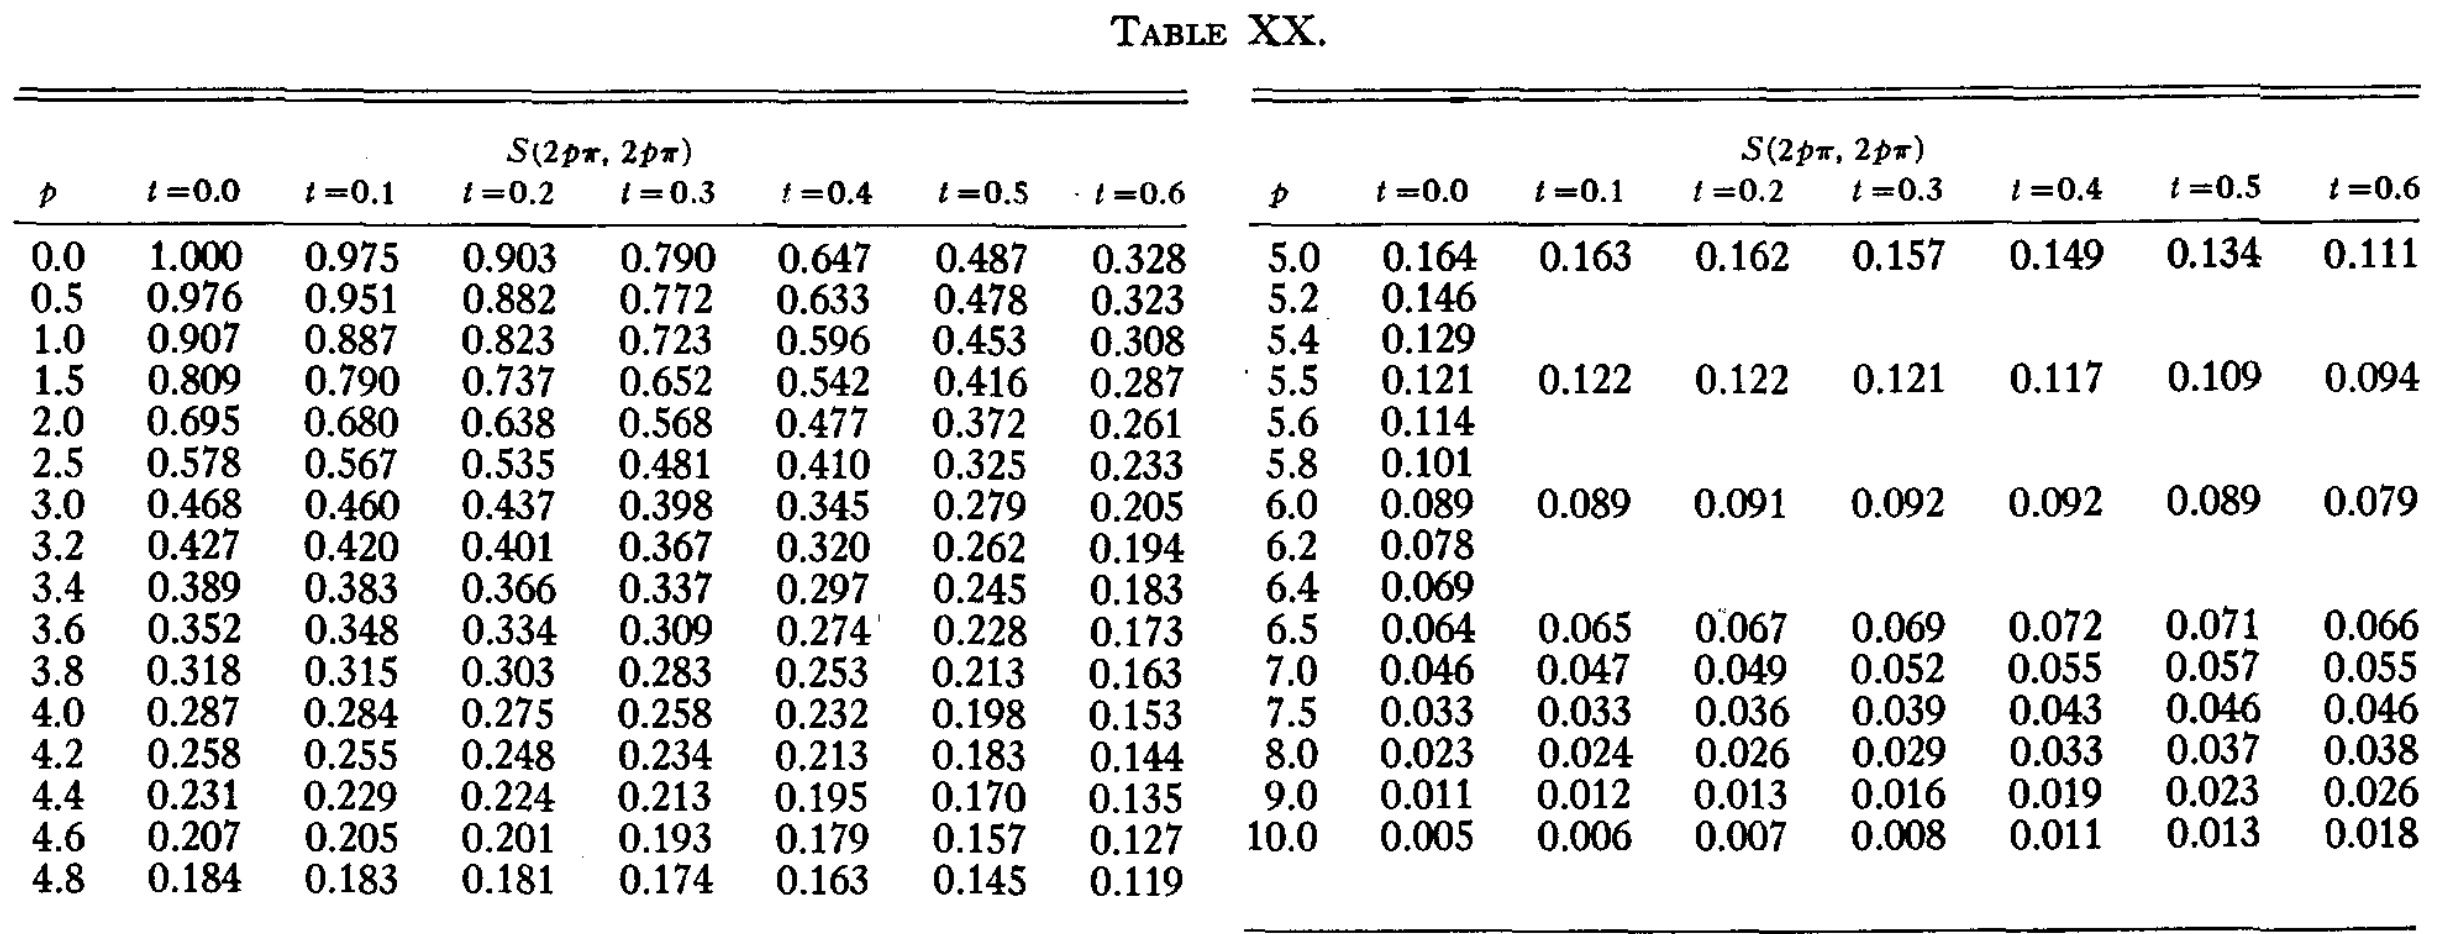 TABLE XX.
S(2pπ, 2pπ)
p t=0.0 t=0.1 t=0.2 t=0.3 t=0.4 t=0.5 t=0.6
0.0 1.000 0.975 0.903 0.790 0.647 0.487 0.328
0.5 0.976 0.951 0.882 0.772 0.633 0.478 0.323
1.0 0.907 0.887 0.823 0.723 0.596 0.453 0.308
1.5 0.809 0.790 0.737 0.652 0.542 0.416 0.287
2.0 0.695 0.680 0.638 0.568 0.477 0.372 0.261
2.5 0.578 0.567 0.535 0.481 0.410 0.325 0.233
3.0 0.468 0.460 0.437 0.398 0.345 0.279 0.205
3.2 0.427 0.420 0.401 0.367 0.320 0.262 0.194
3.4 0.389 0.383 0.366 0.337 0.297 0.245 0.183
3.6 0.352 0.348 0.334 0.309 0.274 0.228 0.173
3.8 0.318 0.315 0.303 0.283 0.253 0.213 0.163
4.0 0.287 0.284 0.275 0.258 0.232 0.198 0.153
4.2 0.258 0.255 0.248 0.234 0.213 0.183 0.144
4.4 0.231 0.229 0.224 0.213 0.195 0.170 0.135
4.6 0.207 0.205 0.201 0.193 0.179 0.157 0.127
4.8 0.184 0.183 0.181 0.174 0.163 0.145 0.119
S(2pπ, 2pπ)
p t=0.0 t=0.1 t=0.2 t=0.3 t=0.4 t=0.5 t=0.6
5.0 0.164 0.163 0.162 0.157 0.149 0.134 0.111
5.2 0.146
5.4 0.129
5.5 0.121 0.122 0.122 0.121 0.117 0.109 0.094
5.6 0.114
5.8 0.101
6.0 0.089 0.089 0.091 0.092 0.092 0.089 0.079
6.2 0.078
6.4 0.069
6.5 0.064 0.065 0.067 0.069 0.072 0.071 0.066
7.0 0.046 0.047 0.049 0.052 0.055 0.057 0.055
7.5 0.033 0.033 0.036 0.039 0.043 0.046 0.046
8.0 0.023 0.024 0.026 0.029 0.033 0.037 0.038
9.0 0.011 0.012 0.013 0.016 0.019 0.023 0.026
10.0 0.005 0.006 0.007 0.008 0.011 0.013 0.018